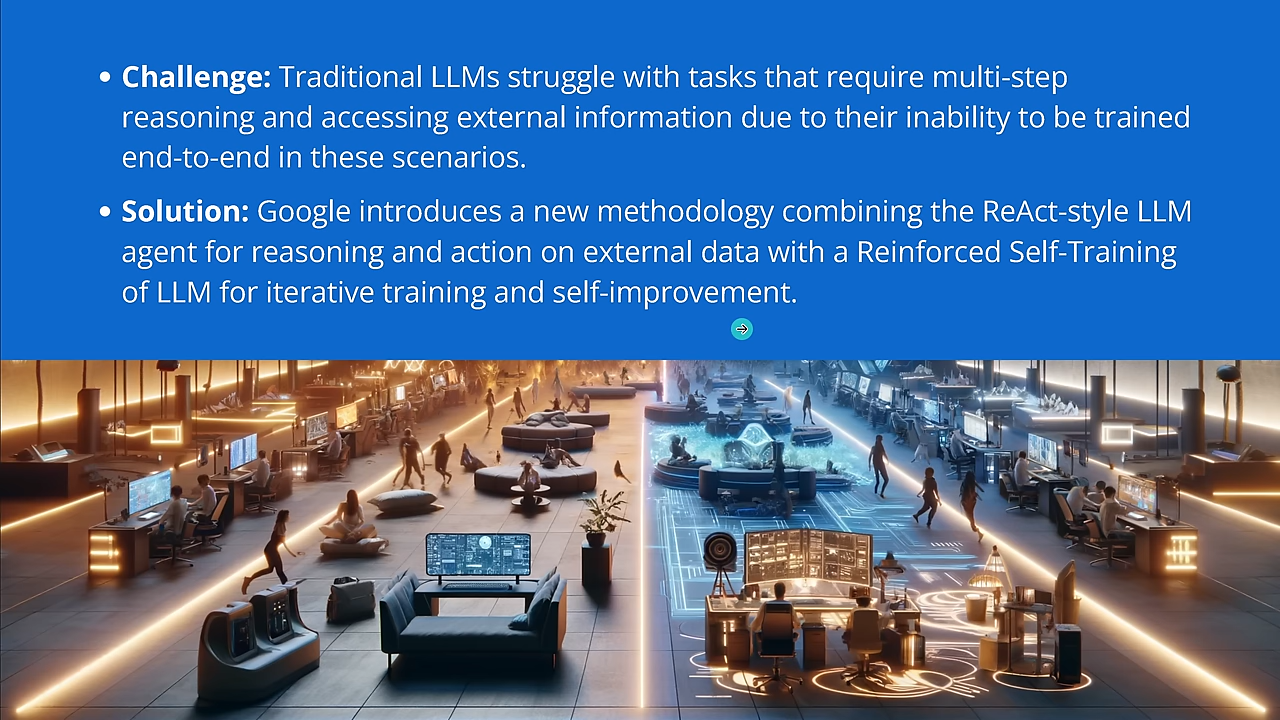 • Challenge: Traditional LLMs struggle with tasks that require multi-step
reasoning and accessing external information due to their inability to be trained
end-to-end in these scenarios.
• Solution: Google introduces a new methodology combining the ReAct-style LLM
agent for reasoning and action on external data with a Reinforced Self-Training
of LLM for iterative training and self-improvement.